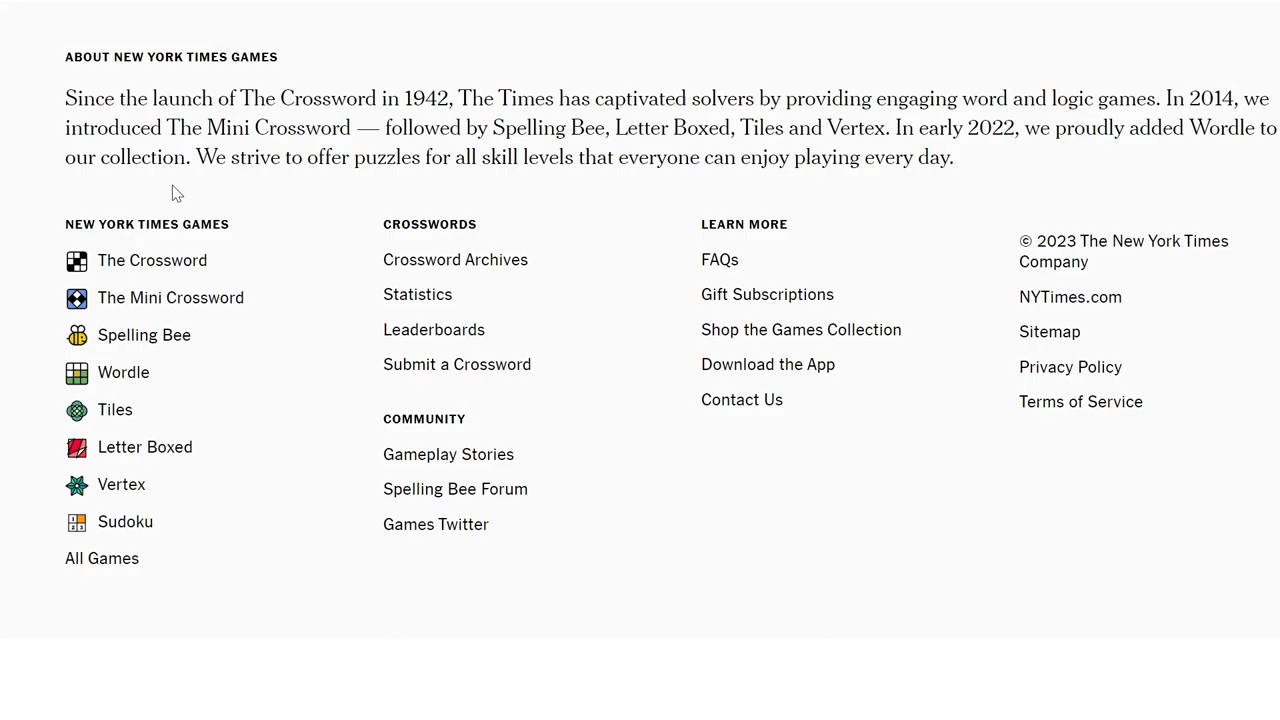 ABOUT NEW YORK TIMES GAMES
Since the launch of The Crossword in 1942, The Times has captivated solvers by providing engaging word and logic games. In 2014, we
introduced The Mini Crossword — followed by Spelling Bee, Letter Boxed, Tiles and Vertex. In early 2022, we proudly added Wordle to
our collection. We strive to offer puzzles for all skill levels that everyone can enjoy playing every day.
NEW YORK TIMES GAMES
The Crossword
The Mini Crossword
Spelling Bee
Wordle
Tiles
Letter Boxed
Vertex
Sudoku
All Games
CROSSWORDS
Crossword Archives
Statistics
Leaderboards
Submit a Crossword
COMMUNITY
Gameplay Stories
Spelling Bee Forum
Games Twitter
LEARN MORE
FAQs
Gift Subscriptions
Shop the Games Collection
Download the App
Contact Us
© 2023 The New York Times
Company
NYTimes.com
Sitemap
Privacy Policy
Terms of Service